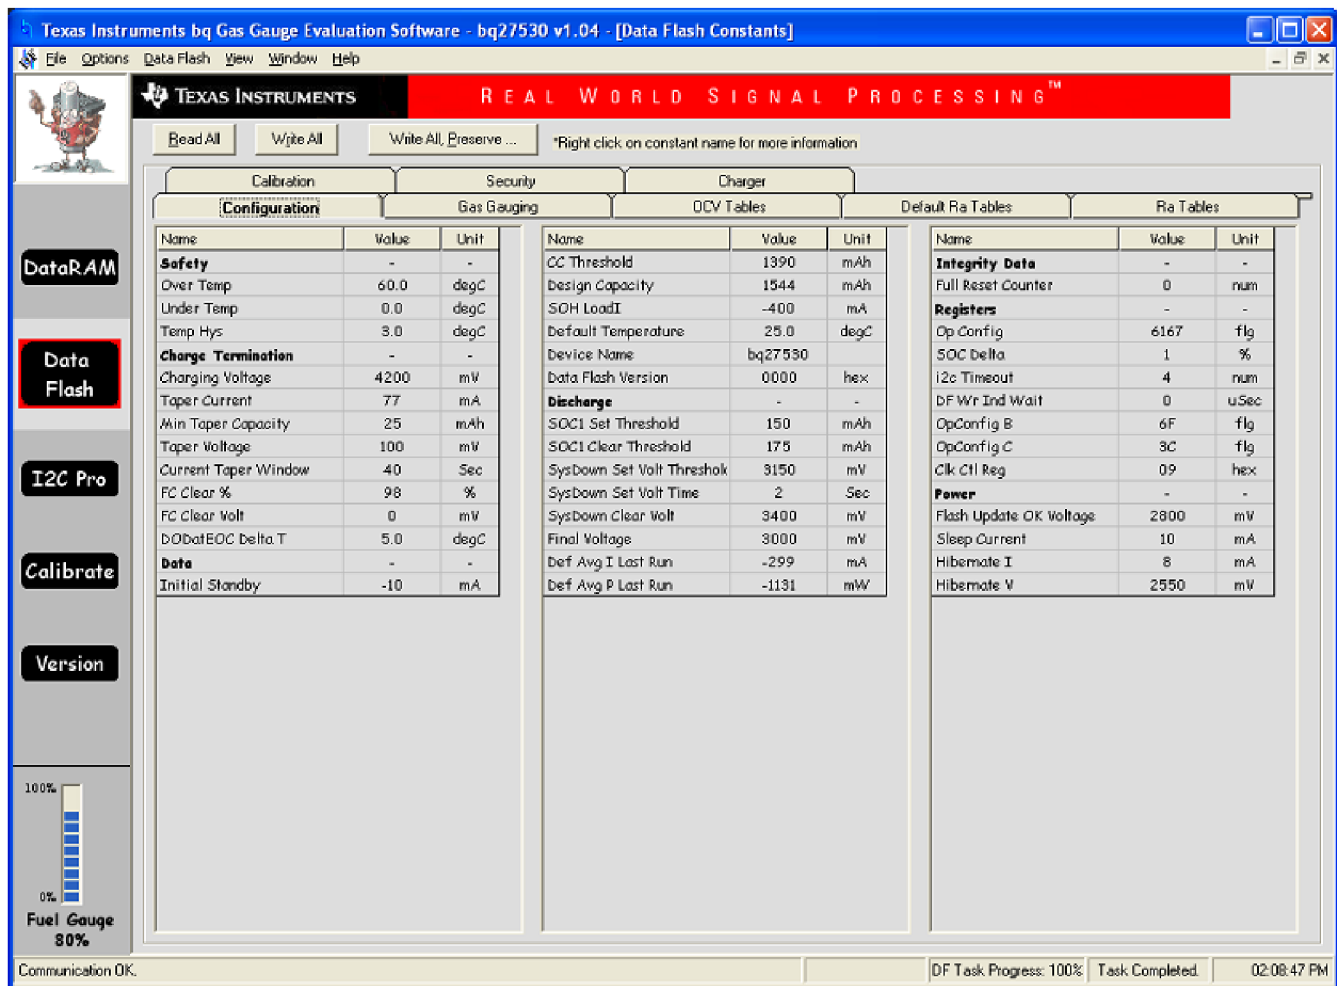 Texas Instruments bq Gas Gauge Evaluation Software - bq27530 v1.04 - [Data Flash Constants]
File Options Data Flash View Window Help
TEXAS INSTRUMENTS REAL WORLD SIGNAL PROCESSING™
Read All Write All Write All, Preserve ... *Right click on constant name for more information
Calibration Security Charger
Configuration Gas Gauging OCV Tables Default Ra Tables Ra Tables
DataRAM
Data
Flash
I2C Pro
Calibrate
Version
100%
0%
Fuel Gauge
80%
Name Value Unit
Safety - -
Over Temp 60.0 degC
Under Temp 0.0 degC
Temp Hys 3.0 degC
Charge Termination - -
Charging Voltage 4200 mV
Taper Current 77 mA
Min Taper Capacity 25 mAh
Taper Voltage 100 mV
Current Taper Window 40 Sec
FC Clear % 98 %
FC Clear Volt 0 mV
DODatEOC Delta T 5.0 degC
Data - -
Initial Standby -10 mA
Name Value Unit
CC Threshold 1390 mAh
Design Capacity 1544 mAh
SOH LoadI -400 mA
Default Temperature 25.0 degC
Device Name bq27530
Data Flash Version 0000 hex
Discharge - -
SOC1 Set Threshold 150 mAh
SOC1 Clear Threshold 175 mAh
SysDown Set Volt Threshol 3150 mV
SysDown Set Volt Time 2 Sec
SysDown Clear Volt 3400 mV
Final Voltage 3000 mV
Def Avg I Last Run -299 mA
Def Avg P Last Run -1131 mW
Name Value Unit
Integrity Data - -
Full Reset Counter 0 num
Registers - -
Op Config 6167 flg
SOC Delta 1 %
i2c Timeout 4 num
DF Wr Ind Wait 0 uSec
OpConfig B 6F flg
OpConfig C 3C flg
Clk Ctl Reg 09 hex
Power - -
Flash Update OK Voltage 2800 mV
Sleep Current 10 mA
Hibernate I 8 mA
Hibernate V 2550 mV
Communication OK. DF Task Progress: 100% Task Completed. 02:08:47 PM